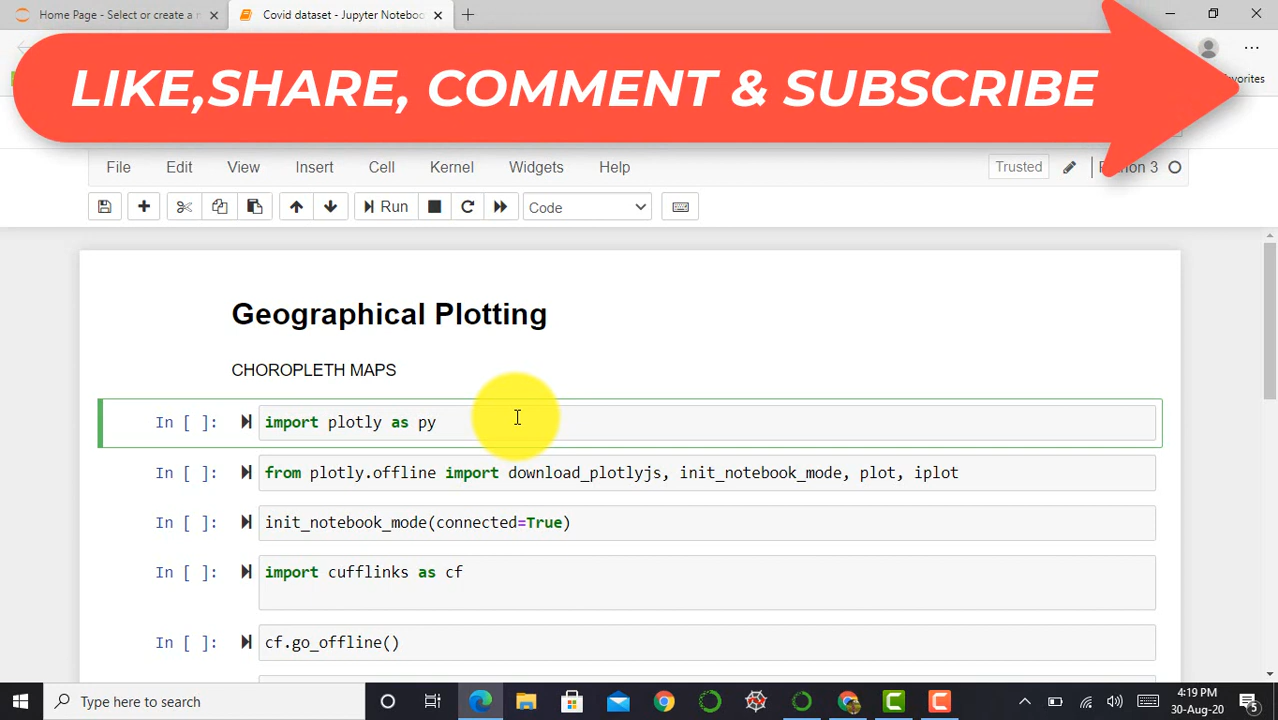 Home Page - Select or create a n
Covid dataset - Jupyter Noteboo
LIKE,SHARE, COMMENT & SUBSCRIBE
File Edit View Insert Cell Kernel Widgets Help Trusted
Run Code
Geographical Plotting
CHOROPLETH MAPS
In [ ]: import plotly as py
In [ ]: from plotly.offline import download_plotlyjs, init_notebook_mode, plot, iplot
In [ ]: init_notebook_mode(connected=True)
In [ ]: import cufflinks as cf
In [ ]: cf.go_offline()
Type here to search
4:19 PM
30-Aug-20
5